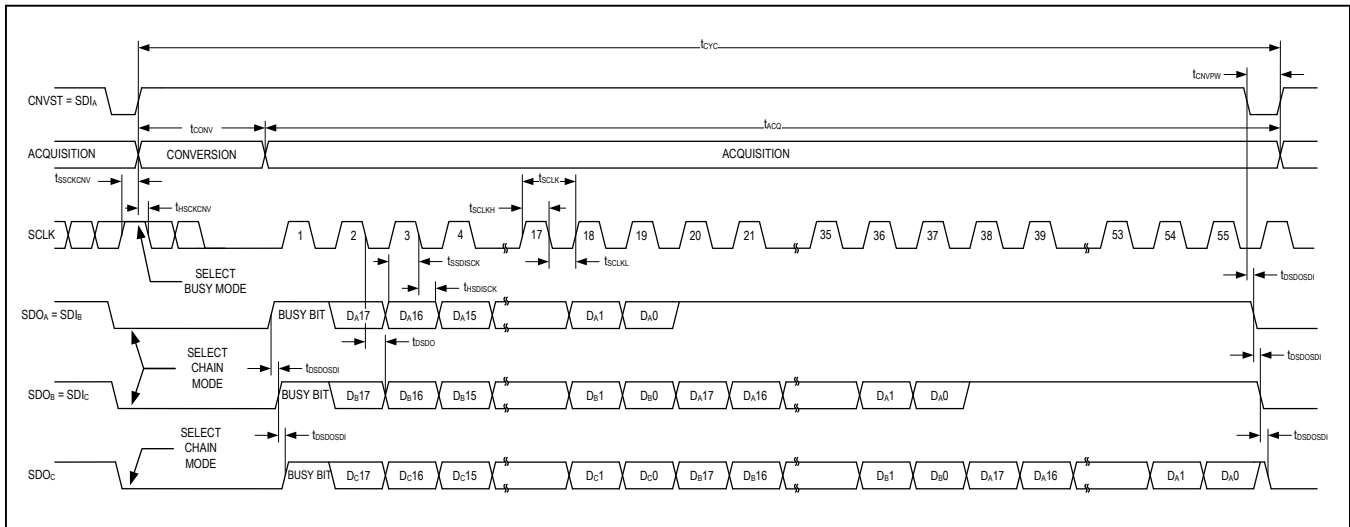 tCYC
tCNVPW
CNVST = SDIA
tCONV
tACQ
ACQUISITION CONVERSION ACQUISITION
tSSCKCNV
tHSCKCNV
tSCLK
tSCLKH
SCLK 1 2 3 4 17 18 19 20 21 35 36 37 38 39 53 54 55
SELECT
BUSY MODE
tSSDISCK
tSCLKL
tHSDISCK
tDSDOSDI
SDOA = SDIB BUSY BIT DA17 DA16 DA15 DA1 DA0
SELECT
CHAIN
MODE
tDSDO
tDSDOSDI
tDSDOSDI
SDOB = SDIC BUSY BIT DB17 DB16 DB15 DB1 DB0 DA17 DA16 DA1 DA0
SELECT
CHAIN
MODE
tDSDOSDI
tDSDOSDI
SDOC BUSY BIT DC17 DC16 DC15 DC1 DC0 DB17 DB16 DB1 DB0 DA17 DA16 DA1 DA0